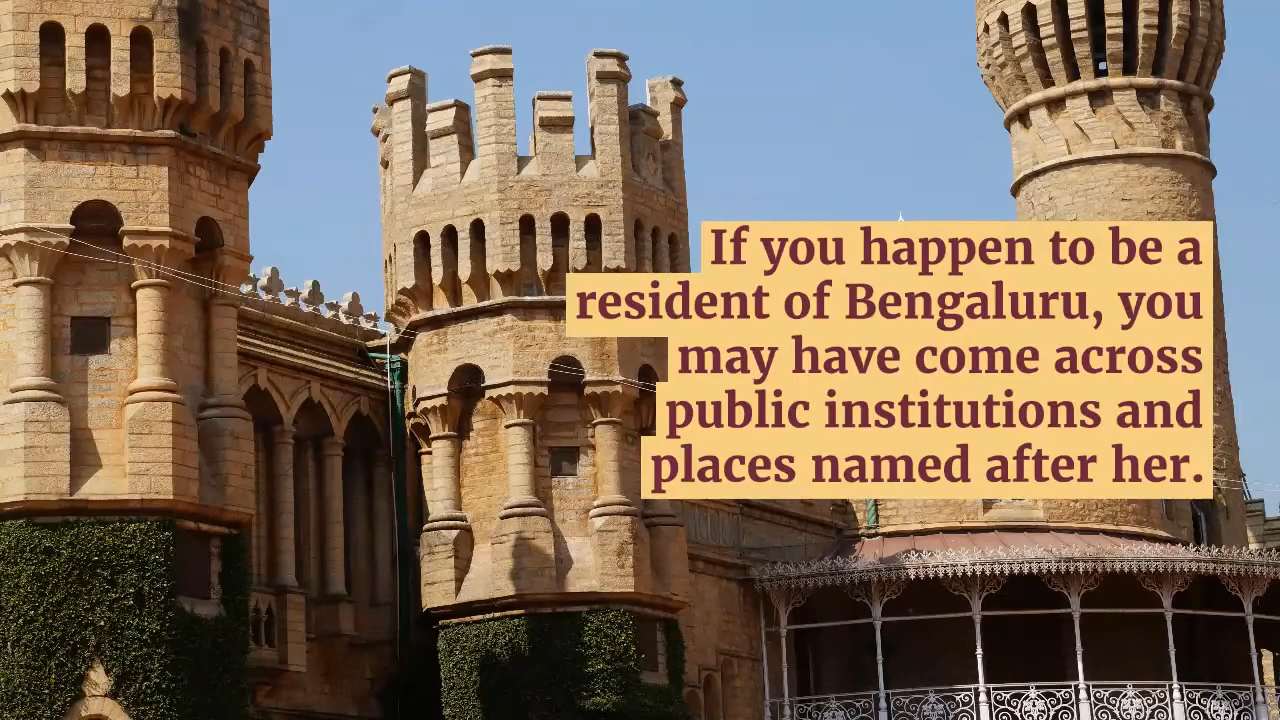 If you happen to be a
resident of Bengaluru, you
may have come across
public institutions and
places named after her.